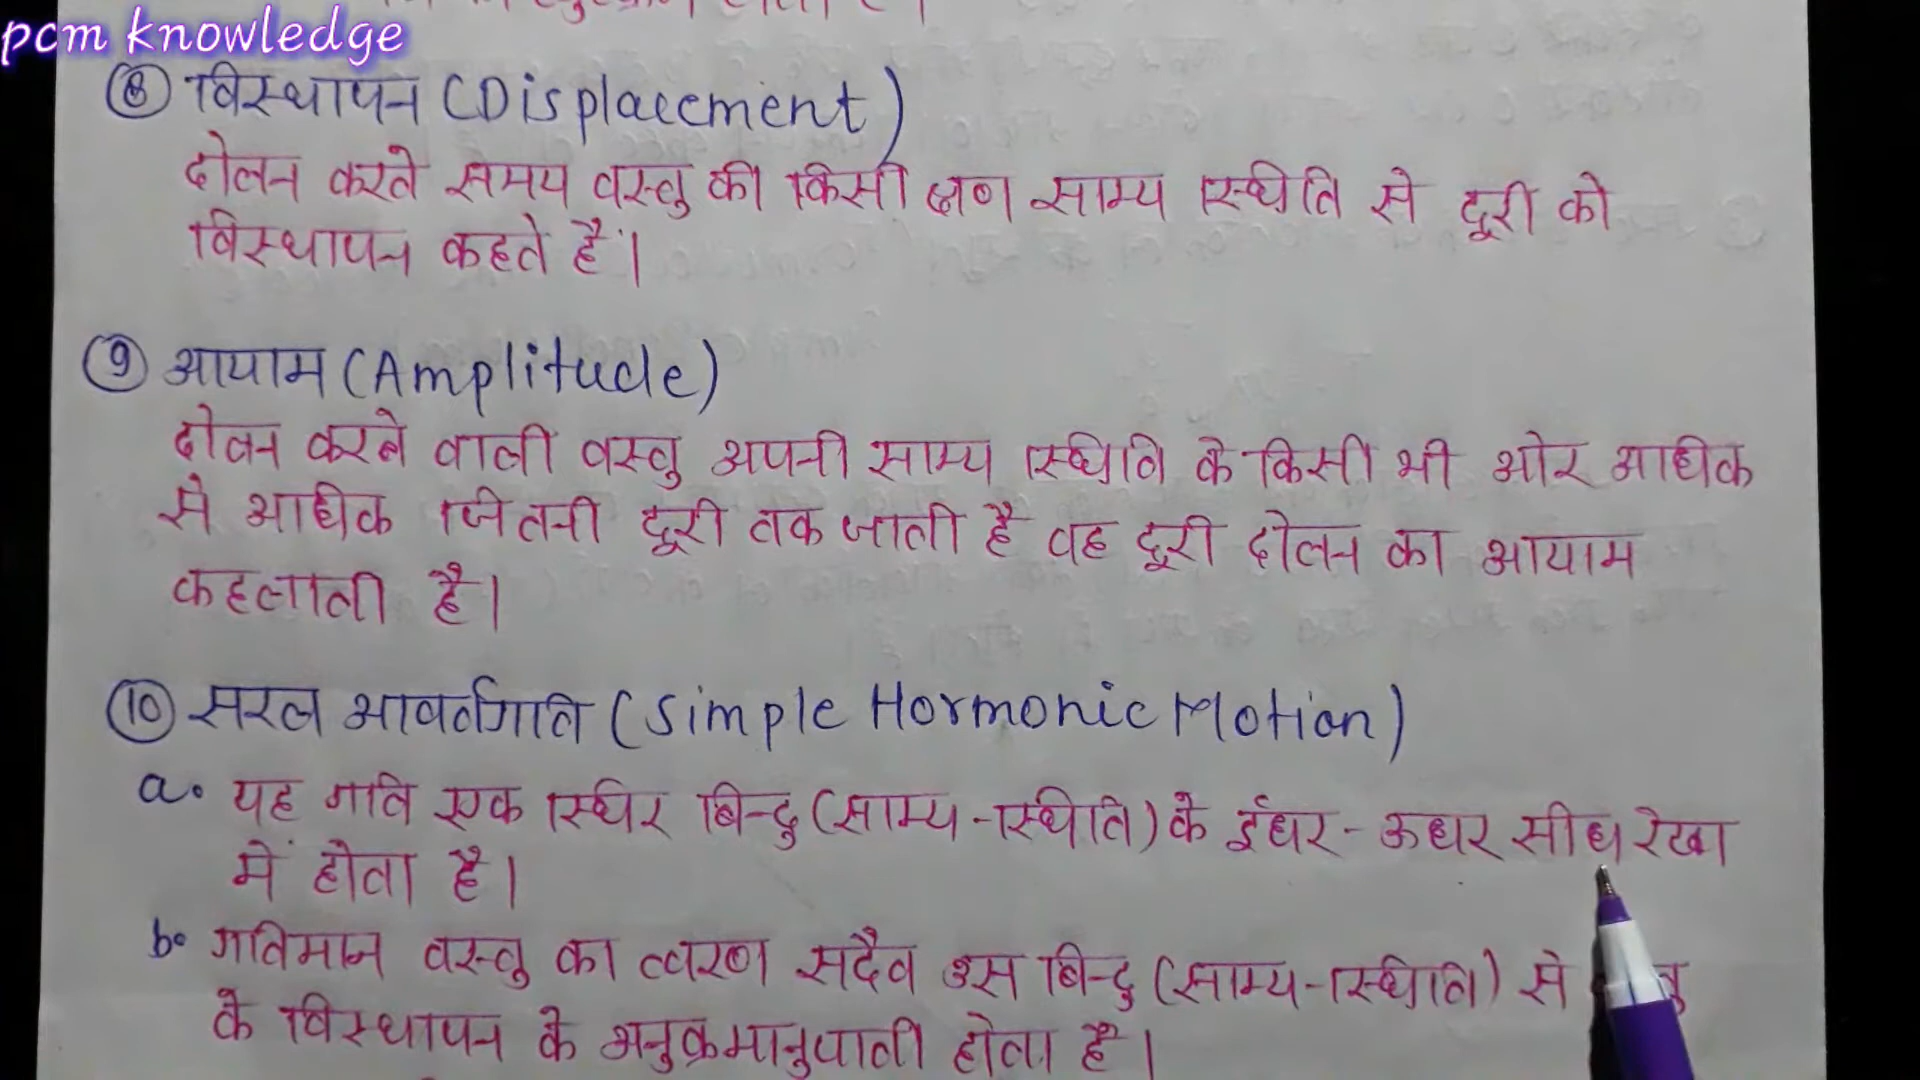 pcm knowledge
⑧ विस्थापन (Displacement)
दोलन करते समय वस्तु की किसी क्षण साम्य स्थिति से दूरी को
विस्थापन कहते हैं।
⑨ आयाम (Amplitude)
दोलन करने वाली वस्तु अपनी साम्य स्थिति के किसी भी ओर अधिक
से अधिक जितनी दूरी तक जाती है वह दूरी दोलन का आयाम
कहलाती है।
⑩ सरल आवर्तगति (Simple Hormonic Motion)
a. यह गति एक स्थिर बिन्दु (साम्य-स्थिति) के ईधर-ऊधर सीध रेखा
में होता है।
b. गतिमान वस्तु का त्वरण सदैव उस बिन्दु (साम्य-स्थिति) से
के विस्थापन के अनुक्रमानुपाती होता है।